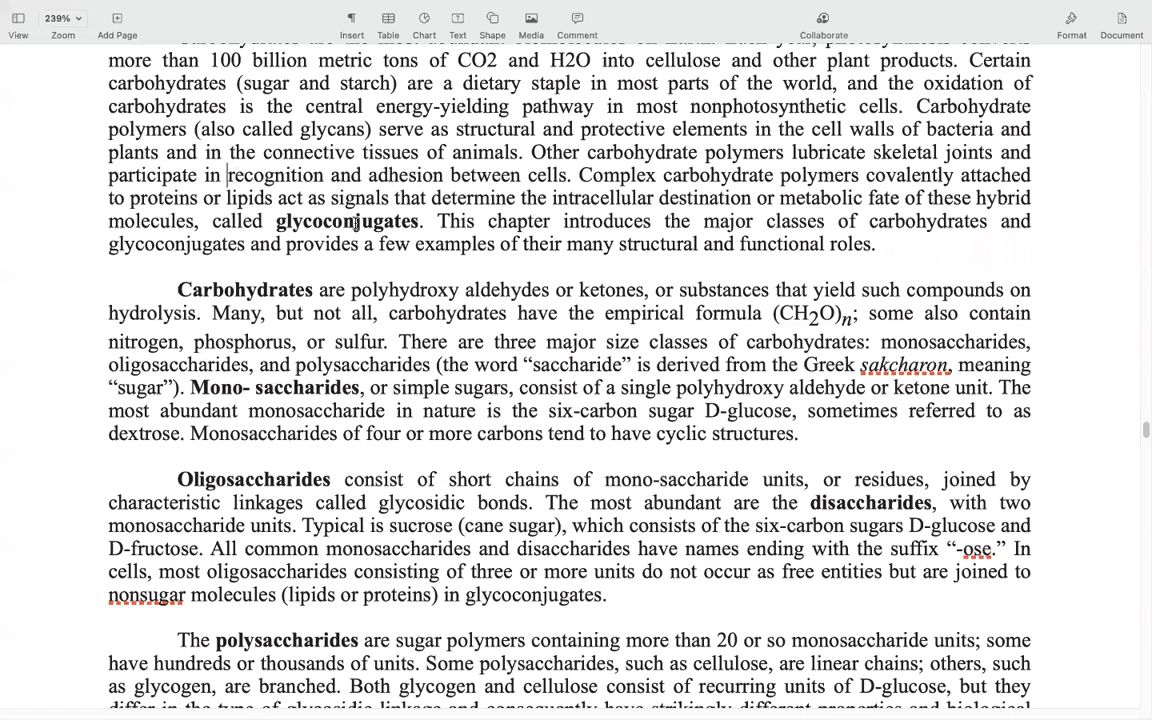 239%
View
Zoom
Add Page
Insert
Table
Chart
Text
Shape
Media
Comment
Collaborate
Format
Document
more than 100 billion metric tons of CO2 and H2O into cellulose and other plant products. Certain
carbohydrates (sugar and starch) are a dietary staple in most parts of the world, and the oxidation of
carbohydrates is the central energy-yielding pathway in most nonphotosynthetic cells. Carbohydrate
polymers (also called glycans) serve as structural and protective elements in the cell walls of bacteria and
plants and in the connective tissues of animals. Other carbohydrate polymers lubricate skeletal joints and
participate in recognition and adhesion between cells. Complex carbohydrate polymers covalently attached
to proteins or lipids act as signals that determine the intracellular destination or metabolic fate of these hybrid
molecules, called glycoconjugates. This chapter introduces the major classes of carbohydrates and
glycoconjugates and provides a few examples of their many structural and functional roles.
Carbohydrates are polyhydroxy aldehydes or ketones, or substances that yield such compounds on
hydrolysis. Many, but not all, carbohydrates have the empirical formula (CH2O)n; some also contain
nitrogen, phosphorus, or sulfur. There are three major size classes of carbohydrates: monosaccharides,
oligosaccharides, and polysaccharides (the word “saccharide” is derived from the Greek sakcharon, meaning
“sugar”). Mono- saccharides, or simple sugars, consist of a single polyhydroxy aldehyde or ketone unit. The
most abundant monosaccharide in nature is the six-carbon sugar D-glucose, sometimes referred to as
dextrose. Monosaccharides of four or more carbons tend to have cyclic structures.
Oligosaccharides consist of short chains of mono-saccharide units, or residues, joined by
characteristic linkages called glycosidic bonds. The most abundant are the disaccharides, with two
monosaccharide units. Typical is sucrose (cane sugar), which consists of the six-carbon sugars D-glucose and
D-fructose. All common monosaccharides and disaccharides have names ending with the suffix “-ose.” In
cells, most oligosaccharides consisting of three or more units do not occur as free entities but are joined to
nonsugar molecules (lipids or proteins) in glycoconjugates.
The polysaccharides are sugar polymers containing more than 20 or so monosaccharide units; some
have hundreds or thousands of units. Some polysaccharides, such as cellulose, are linear chains; others, such
as glycogen, are branched. Both glycogen and cellulose consist of recurring units of D-glucose, but they
differ in the type of glycosidic linkage and consequently have strikingly different properties and biological